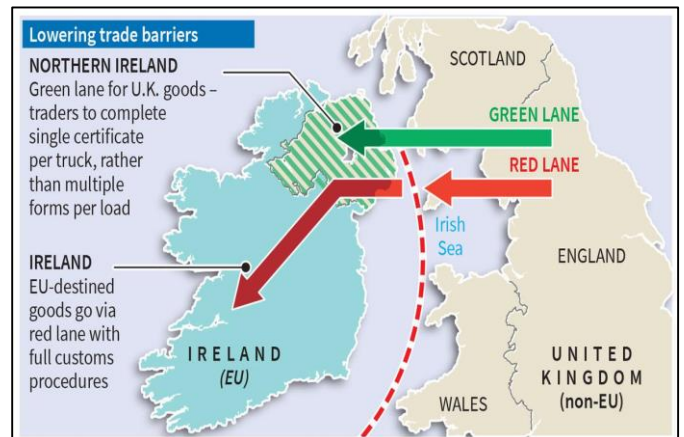 Lowering trade barriers
NORTHERN IRELAND
Green lane for U.K. goods –
traders to complete
single certificate
per truck, rather
than multiple
forms per load
IRELAND
EU-destined
goods go via
red lane with
full customs
procedures
SCOTLAND
GREEN LANE
RED LANE
Irish
Sea
ENGLAND
IRELAND
(EU)
WALES
UNITED
KINGDOM
(non-EU)